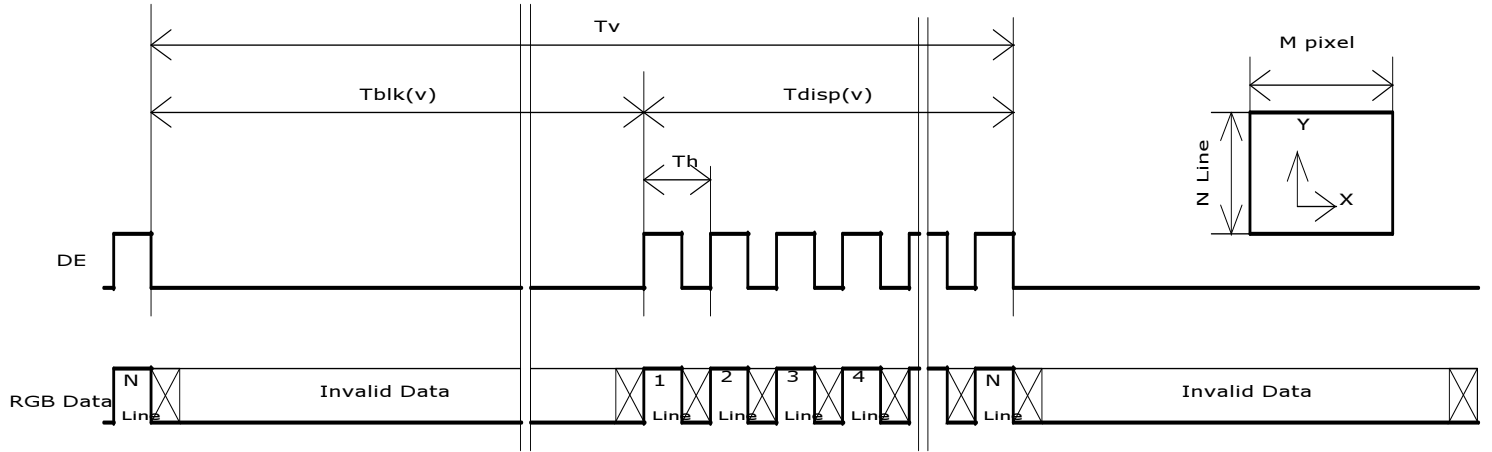 Tv
M pixel
Tblk(v)
Tdisp(v)
Y
N Line
Th
X
DE
N
Invalid Data
1
2
3
4
N
Invalid Data
RGB Data
Line
Line
Line
Line
Line
Line